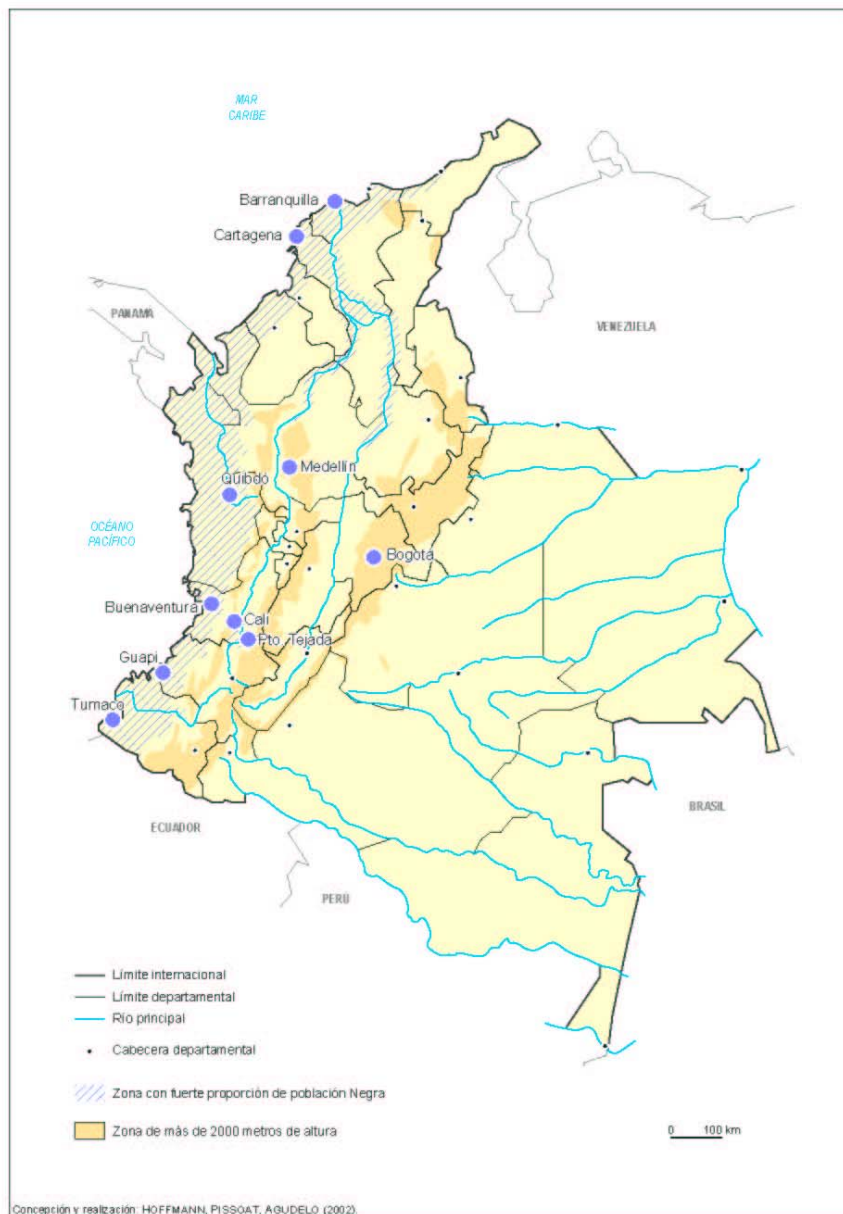 MAR
CARIBE
Barranquilla
Cartagena
PANAMA
VENEZUELA
Medellín
Quibdó
OCÉANO
PACÍFICO
Bogotá
Buenaventura
Cali
Pto. Tejada
Guapi
Tumaco
ECUADOR
BRASIL
PERÚ
Límite internacional
Límite departamental
Río principal
Cabecera departamental
Zona con fuerte proporción de población Negra
Zona de más de 2000 metros de altura
0 100 km
Concepción y realización: HOFFMANN, PISSOAT, AGUDELO (2002).